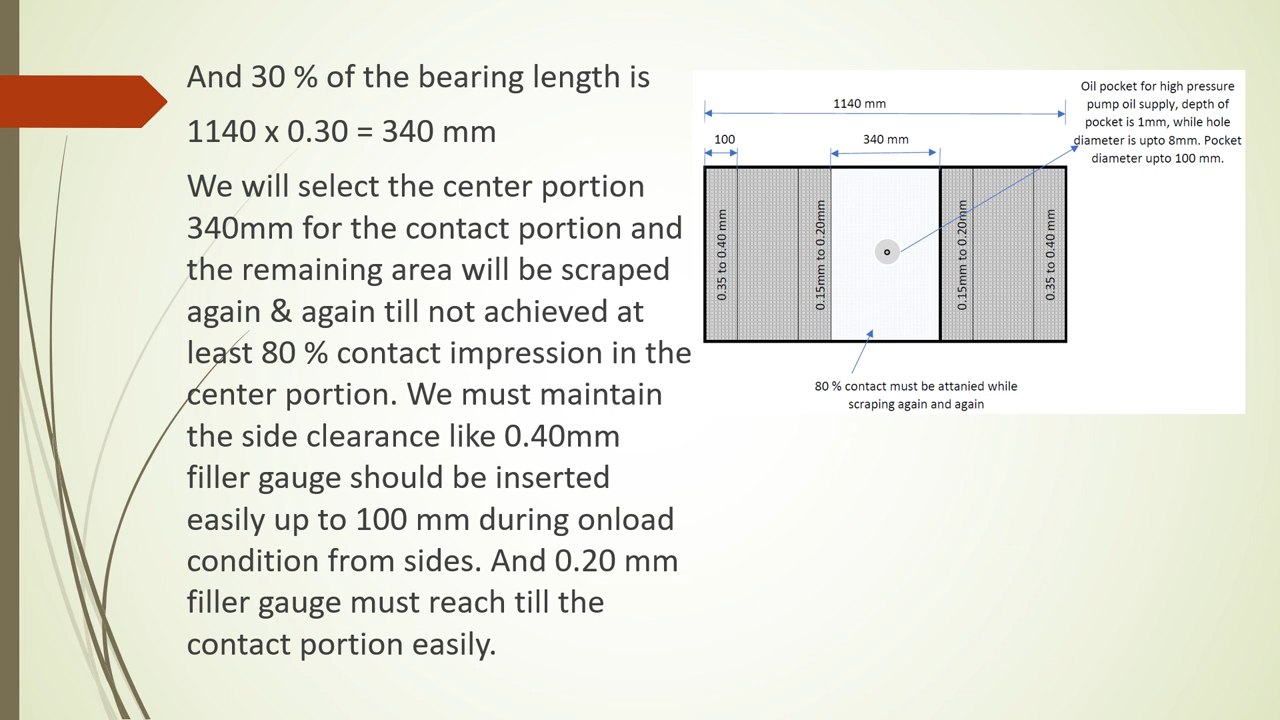 And 30 % of the bearing length is
1140 x 0.30 = 340 mm
We will select the center portion
340mm for the contact portion and
the remaining area will be scraped
again & again till not achieved at
least 80 % contact impression in the
center portion. We must maintain
the side clearance like 0.40mm
filler gauge should be inserted
easily up to 100 mm during onload
condition from sides. And 0.20 mm
filler gauge must reach till the
contact portion easily.
Oil pocket for high pressure
pump oil supply, depth of
pocket is 1mm, while hole
diameter is upto 8mm. Pocket
diameter upto 100 mm.
1140 mm
100
340 mm
0.35 to 0.40 mm
0.15mm to 0.20mm
0.15mm to 0.20mm
0.35 to 0.40 mm
80 % contact must be attanied while
scraping again and again